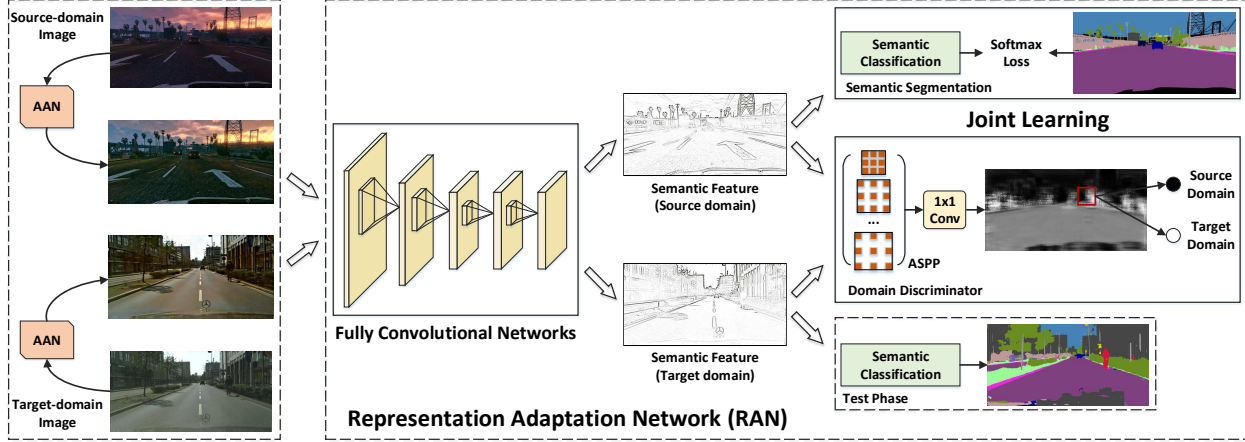 Source-domain
Image
AAN
AAN
Target-domain
Image
Fully Convolutional Networks
Semantic Feature
(Source domain)
Semantic Feature
(Target domain)
Representation Adaptation Network (RAN)
Semantic
Classification
Softmax
Loss
Semantic Segmentation
Joint Learning
...
ASPP
1x1
Conv
Source
Domain
Target
Domain
Domain Discriminator
Semantic
Classification
Test Phase